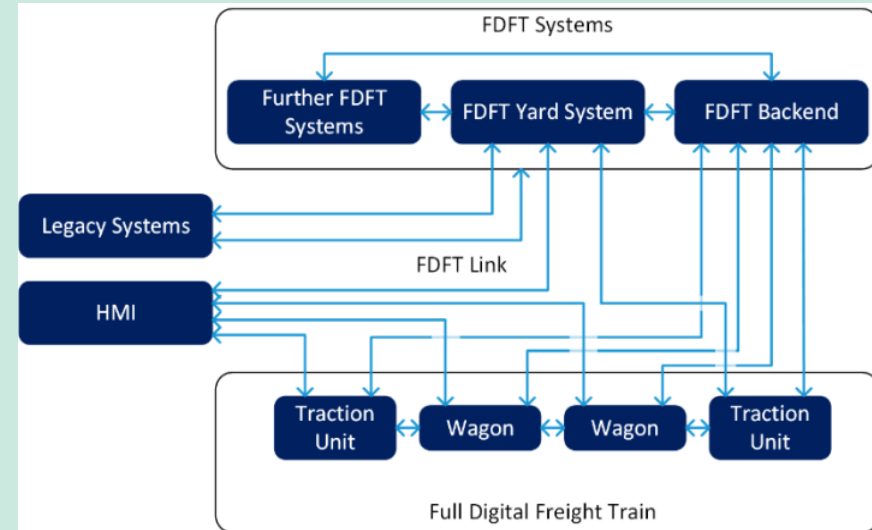 FDFT Systems
Further FDFT
Systems
FDFT Yard System
FDFT Backend
Legacy Systems
FDFT Link
HMI
Traction
Unit
Wagon
Wagon
Traction
Unit
Full Digital Freight Train